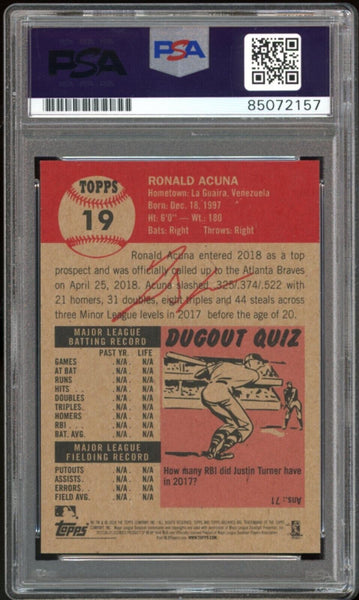 PSA
PSA
85072157
TOPPS
19
RONALD ACUNA
Hometown: La Guaira, Venezuela
Born: Dec. 18, 1997
Ht: 6'0" — Wt.: 180
Bats: Right Throws: Right
Ronald Acuna entered 2018 as a top
prospect and was officially called up to the Atlanta Braves
on April 25, 2018. Acuna slashed .325/.374/.522 with
21 homers, 31 doubles, eight triples and 44 steals across
three Minor League levels in 2017 before the age of 20.
MAJOR LEAGUE
BATTING RECORD
PAST YR. LIFE
GAMES N/A. N/A.
AT BAT N/A. N/A.
RUNS N/A. N/A.
HITS N/A. N/A.
DOUBLES N/A. N/A.
TRIPLES N/A. N/A.
HOMERS N/A. N/A.
RBI N/A. N/A.
BAT. AVG. N/A. N/A.
MAJOR LEAGUE
FIELDING RECORD
PUTOUTS N/A. N/A.
ASSISTS N/A. N/A.
ERRORS N/A. N/A.
FIELD AVG. N/A. N/A.
DUGOUT QUIZ
How many RBI did Justin Turner have
in 2017?
Ans.: 71
Topps